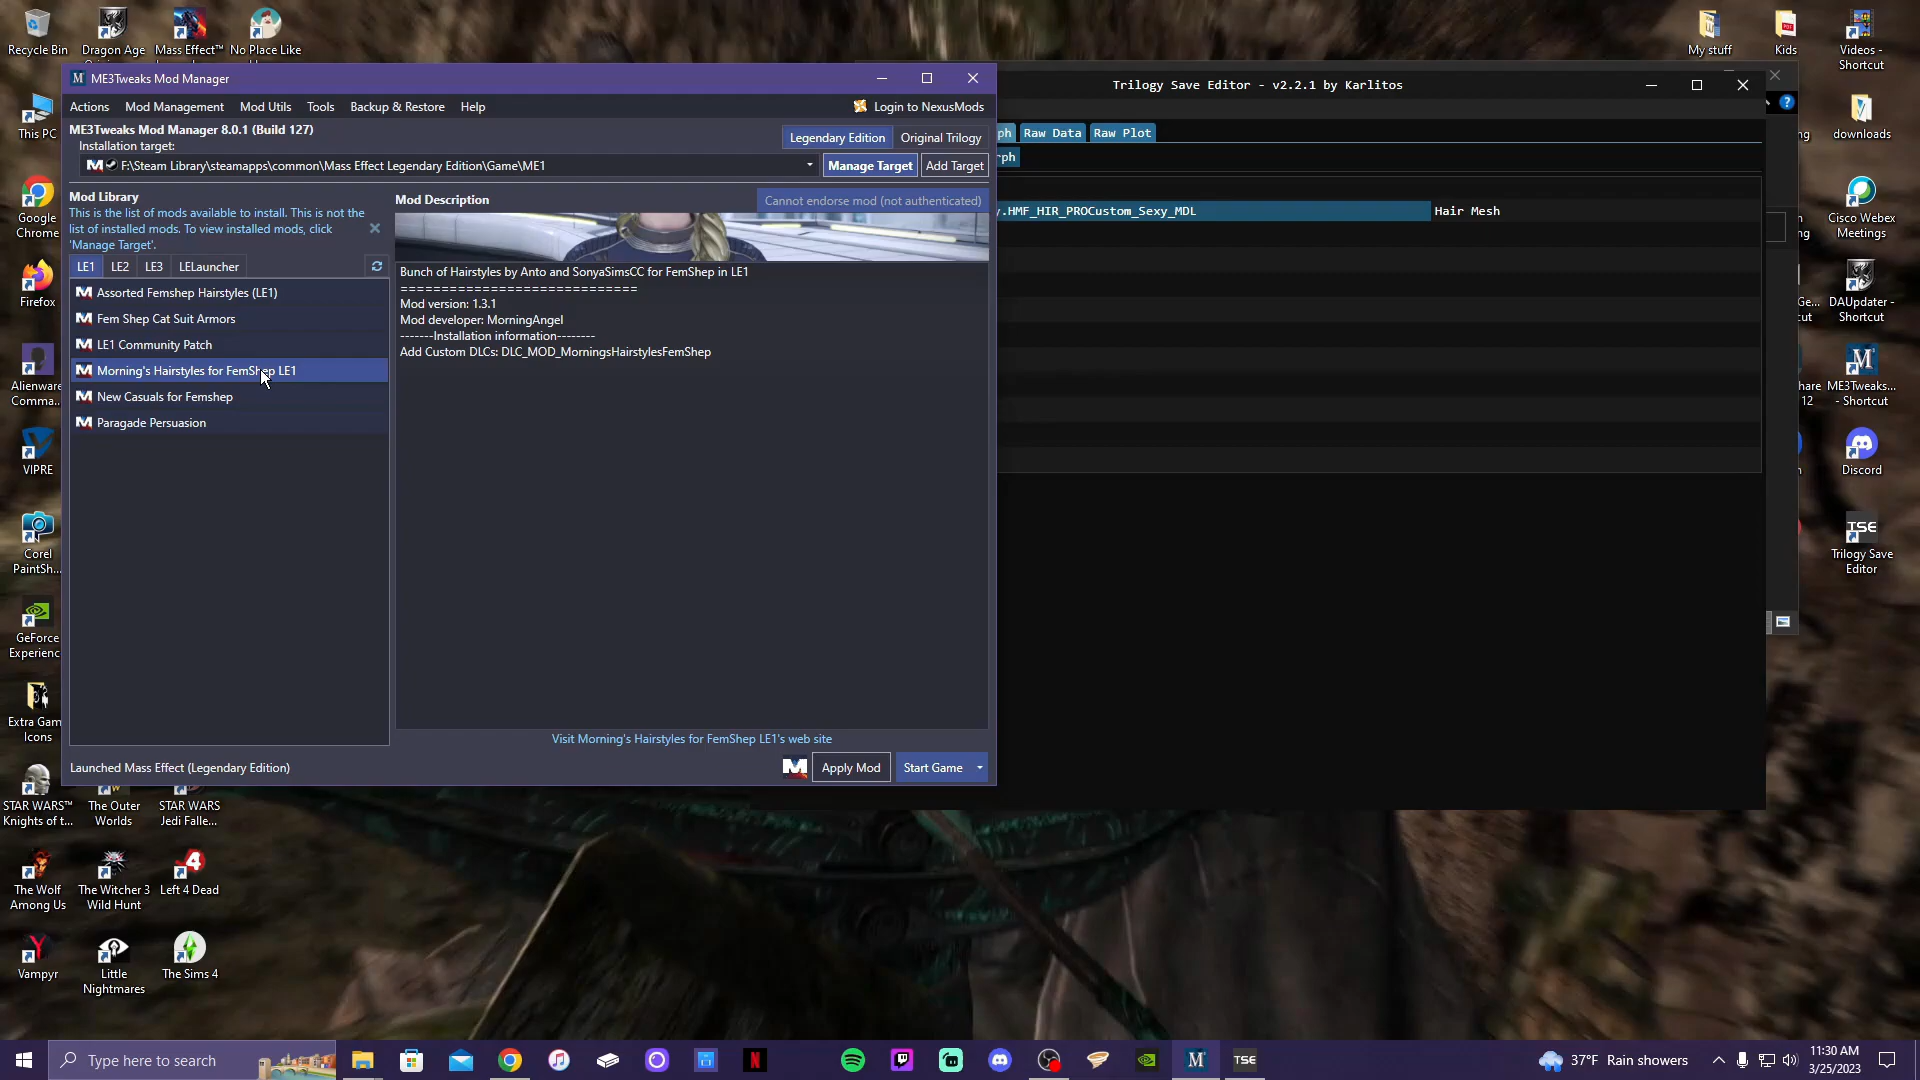 Recycle Bin
Dragon Age
Mass Effect™
No Place Like
My stuff
Kids
Videos -
Shortcut
ME3Tweaks Mod Manager
Actions
Mod Management
Mod Utils
Tools
Backup & Restore
Help
Login to NexusMods
ME3Tweaks Mod Manager 8.0.1 (Build 127)
Installation target:
Legendary Edition
Original Trilogy
F:\Steam Library\steamapps\common\Mass Effect Legendary Edition\Game\ME1
Manage Target
Add Target
Mod Library
This is the list of mods available to install. This is not the
list of installed mods. To view installed mods, click
'Manage Target'.
LE1
LE2
LE3
LELauncher
Assorted Femshep Hairstyles (LE1)
Fem Shep Cat Suit Armors
LE1 Community Patch
Morning's Hairstyles for FemShep LE1
New Casuals for Femshep
Paragade Persuasion
Mod Description
Cannot endorse mod (not authenticated)
Bunch of Hairstyles by Anto and SonyaSimsCC for FemShep in LE1
=============================
Mod version: 1.3.1
Mod developer: MorningAngel
-------Installation information--------
Add Custom DLCs: DLC_MOD_MorningsHairstylesFemShep
Visit Morning's Hairstyles for FemShep LE1's web site
Launched Mass Effect (Legendary Edition)
Apply Mod
Start Game
Trilogy Save Editor - v2.2.1 by Karlitos
ph
Raw Data
Raw Plot
rph
y.HMF_HIR_PROCustom_Sexy_MDL
Hair Mesh
This PC
Google
Chrome
Firefox
Alienware
Comma...
VIPRE
Corel
PaintSh...
GeForce
Experienc
Extra Gam
Icons
STAR WARS™
Knights of t...
The Outer
Worlds
STAR WARS
Jedi Falle...
The Wolf
Among Us
The Witcher 3
Wild Hunt
Left 4 Dead
Vampyr
Little
Nightmares
The Sims 4
downloads
Cisco Webex
Meetings
DAUpdater -
Shortcut
ME3Tweaks...
- Shortcut
hare
12
Discord
TSE
Trilogy Save
Editor
Type here to search
TSE
37°F Rain showers
11:30 AM
3/25/2023